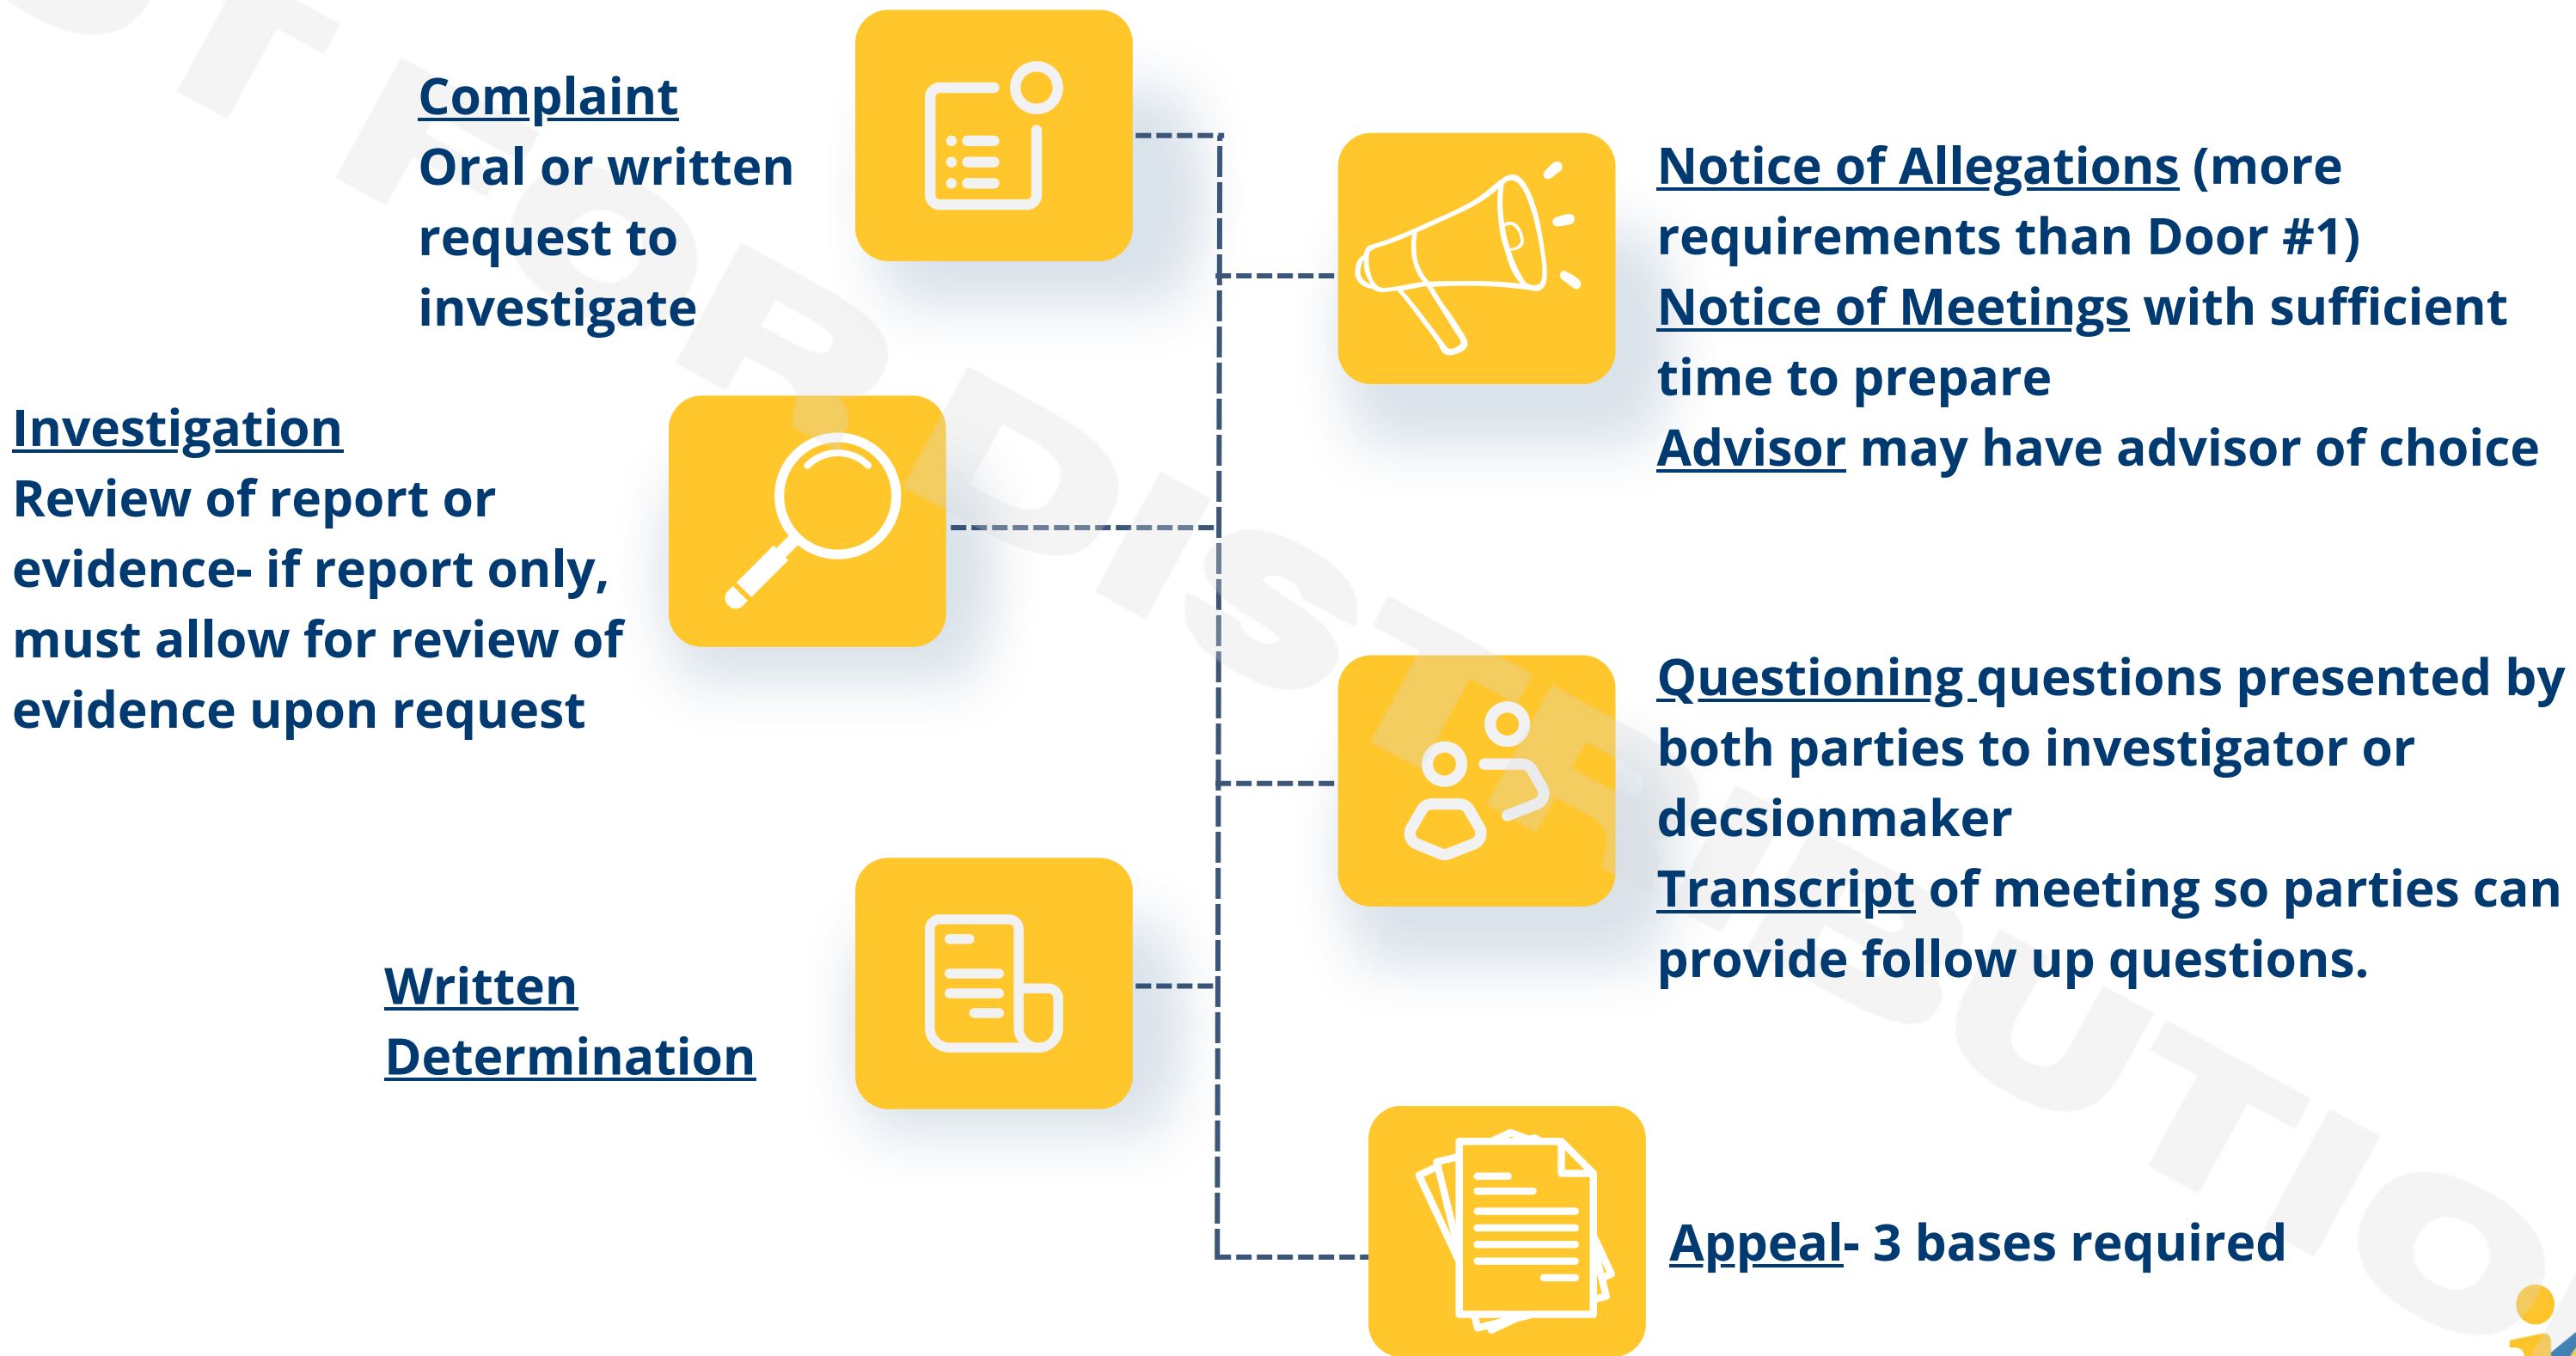 Complaint
Oral or written
request to
investigate
Notice of Allegations (more
requirements than Door #1)
Notice of Meetings with sufficient
time to prepare
Advisor may have advisor of choice
Investigation
Review of report or
evidence- if report only,
must allow for review of
evidence upon request
Questioning questions presented by
both parties to investigator or
decsionmaker
Transcript of meeting so parties can
provide follow up questions.
Written
Determination
Appeal- 3 bases required
FOR DISTRIBUTION